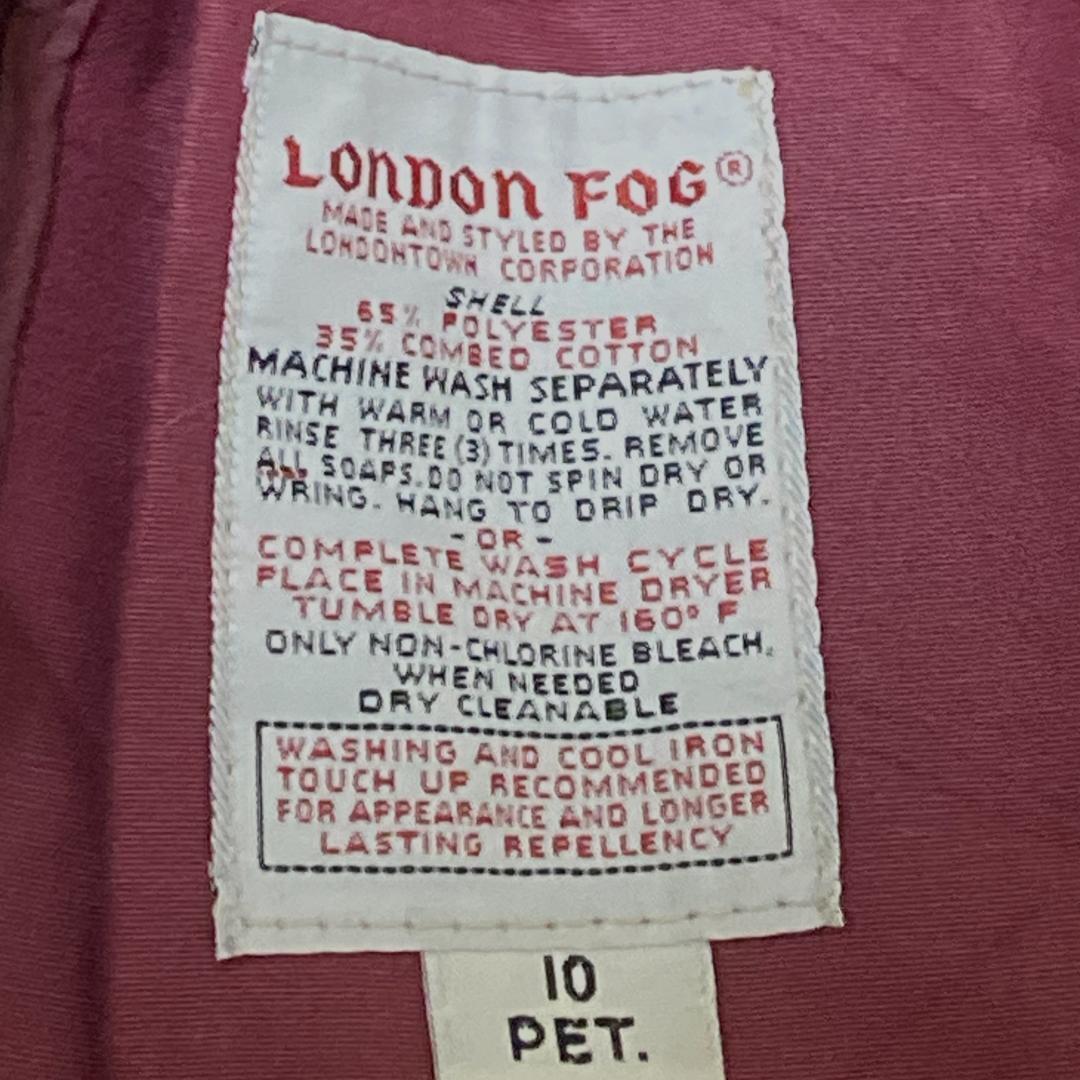 LONDON FOG®
MADE AND STYLED BY THE
LONDONTOWN CORPORATION
SHELL
65% POLYESTER
35% COMBED COTTON
MACHINE WASH SEPARATELY
WITH WARM OR COLD WATER
RINSE THREE (3) TIMES. REMOVE
ALL SOAPS. DO NOT SPIN DRY OR
WRING. HANG TO DRIP DRY.
- OR -
COMPLETE WASH CYCLE
PLACE IN MACHINE DRYER
TUMBLE DRY AT 160° F
ONLY NON-CHLORINE BLEACH.
WHEN NEEDED
DRY CLEANABLE
WASHING AND COOL IRON
TOUCH UP RECOMMENDED
FOR APPEARANCE AND LONGER
LASTING REPELLENCY
10
PET.